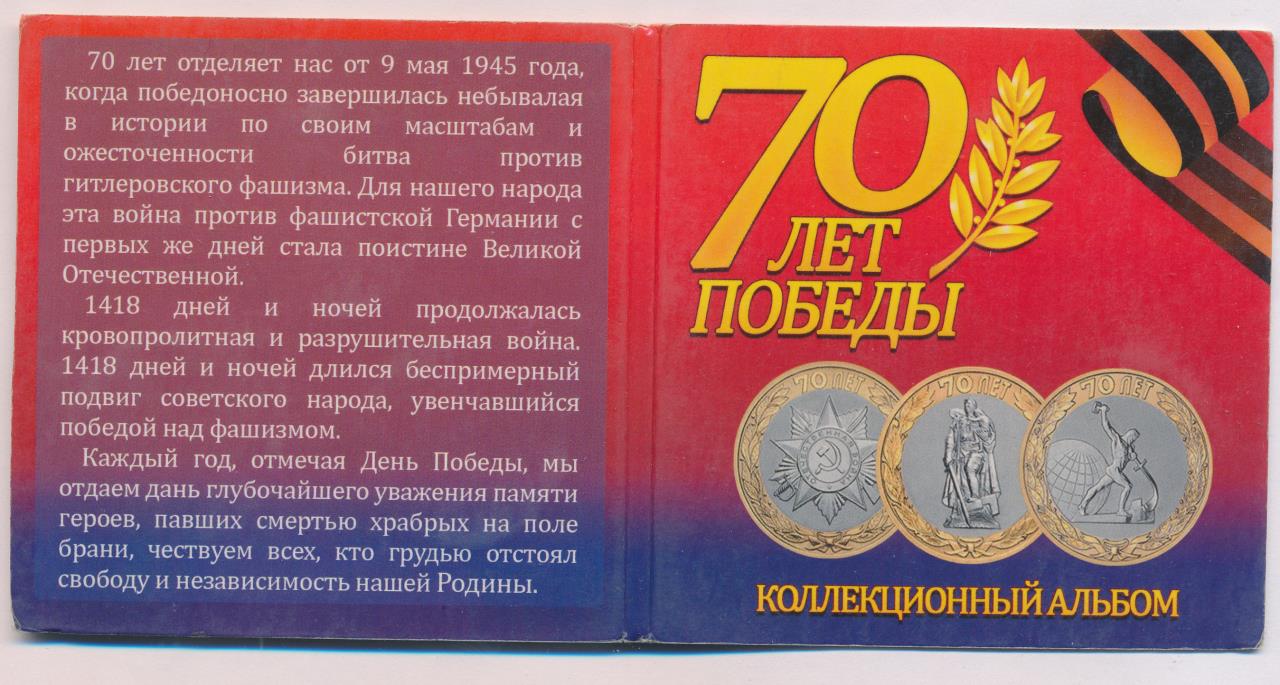 70 лет отделяет нас от 9 мая 1945 года,
когда победоносно завершилась небывалая
в истории по своим масштабам и
ожесточенности битва против
гитлеровского фашизма. Для нашего народа
эта война против фашистской Германии с
первых же дней стала поистине Великой
Отечественной.
1418 дней и ночей продолжалась
кровопролитная и разрушительная война.
1418 дней и ночей длился беспримерный
подвиг советского народа, увенчавшийся
победой над фашизмом.
Каждый год, отмечая День Победы, мы
отдаем дань глубочайшего уважения памяти
героев, павших смертью храбрых на поле
брани, чествуем всех, кто грудью отстоял
свободу и независимость нашей Родины.
70
ЛЕТ
ПОБЕДЫ
70 ЛЕТ
ОТЕЧЕСТВЕННАЯ ВОЙНА
70 ЛЕТ
70 ЛЕТ
КОЛЛЕКЦИОННЫЙ АЛЬБОМ